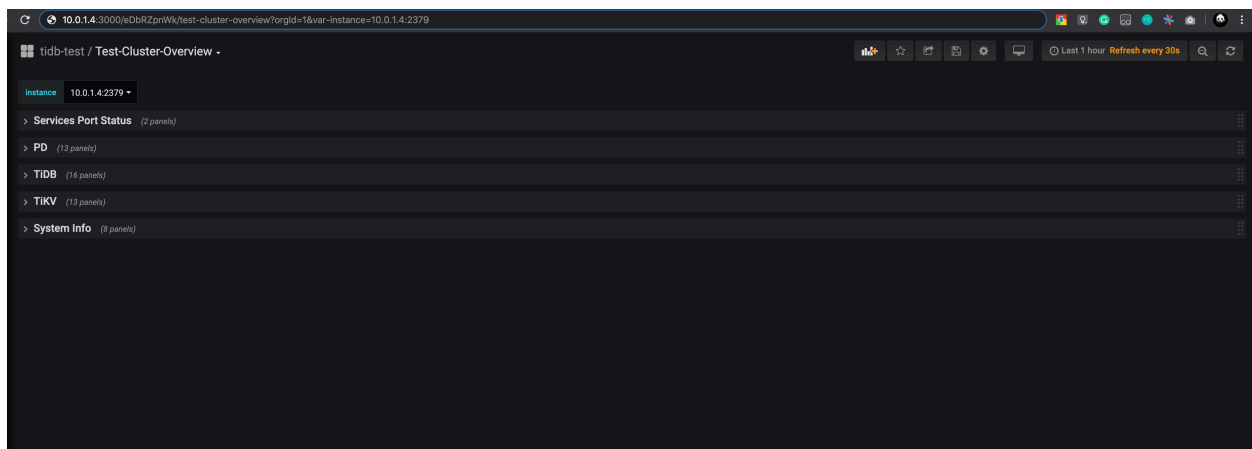 10.0.1.4:3000/eDbRZpnWk/test-cluster-overview?orgId=1&var-instance=10.0.1.4:2379
tidb-test / Test-Cluster-Overview
Last 1 hour Refresh every 30s
instance 10.0.1.4:2379
Services Port Status (2 panels)
PD (13 panels)
TiDB (16 panels)
TiKV (13 panels)
System Info (8 panels)